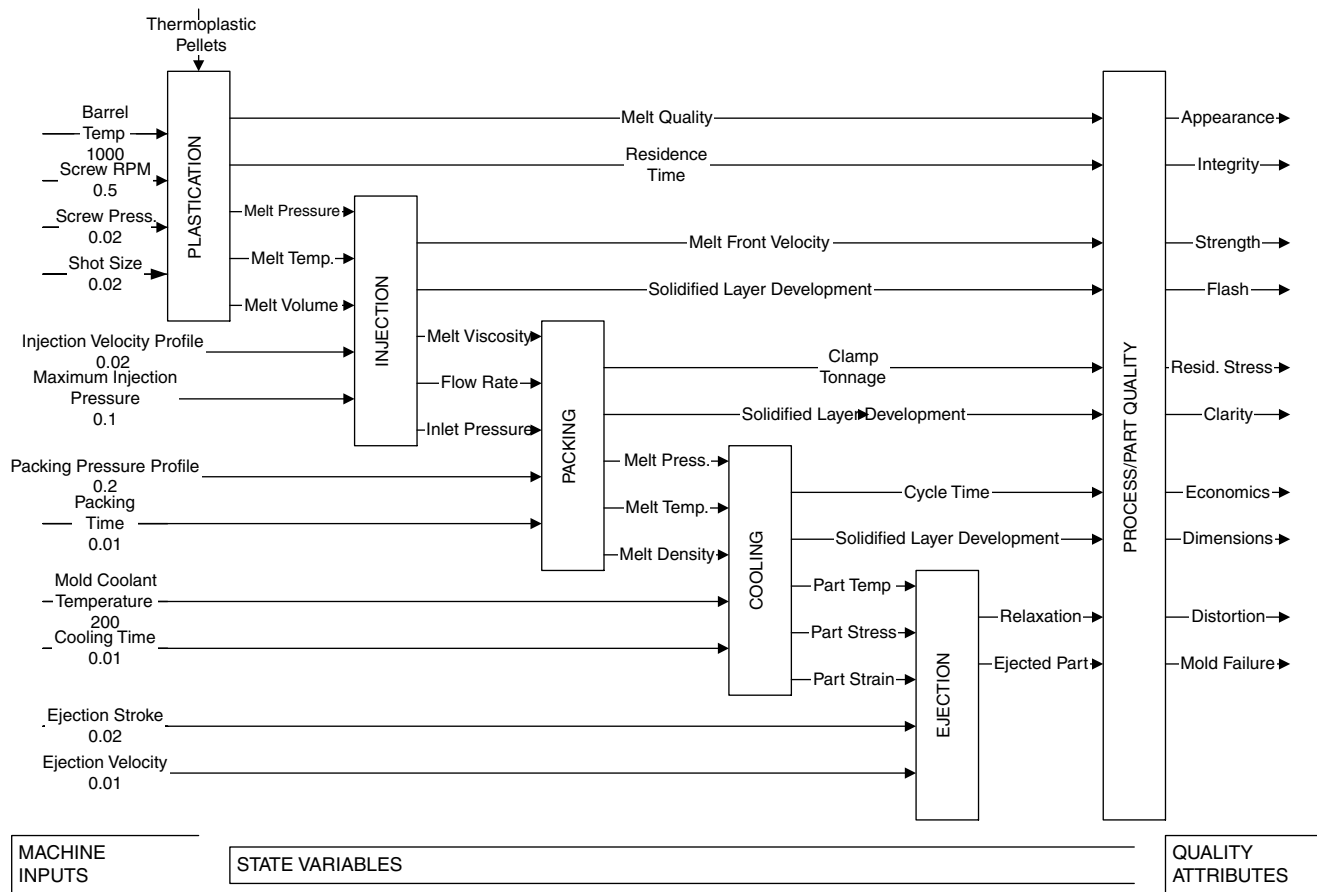 Thermoplastic
Pellets
Barrel
Temp
1000
Screw RPM
0.5
Screw Press.
0.02
Shot Size
0.02
PLASTICATION
Melt Quality
Residence
Time
Melt Pressure
Melt Temp.
Melt Volume
Injection Velocity Profile
0.02
Maximum Injection
Pressure
0.1
INJECTION
Melt Front Velocity
Solidified Layer Development
Melt Viscosity
Flow Rate
Inlet Pressure
Packing Pressure Profile
0.2
Packing
Time
0.01
PACKING
Clamp
Tonnage
Solidified Layer Development
Melt Press.
Melt Temp.
Melt Density
Mold Coolant
Temperature
200
Cooling Time
0.01
COOLING
Cycle Time
Solidified Layer Development
Part Temp
Part Stress
Part Strain
Ejection Stroke
0.02
Ejection Velocity
0.01
EJECTION
Relaxation
Ejected Part
PROCESS/PART QUALITY
Appearance
Integrity
Strength
Flash
Resid. Stress
Clarity
Economics
Dimensions
Distortion
Mold Failure
MACHINE
INPUTS
STATE VARIABLES
QUALITY
ATTRIBUTES